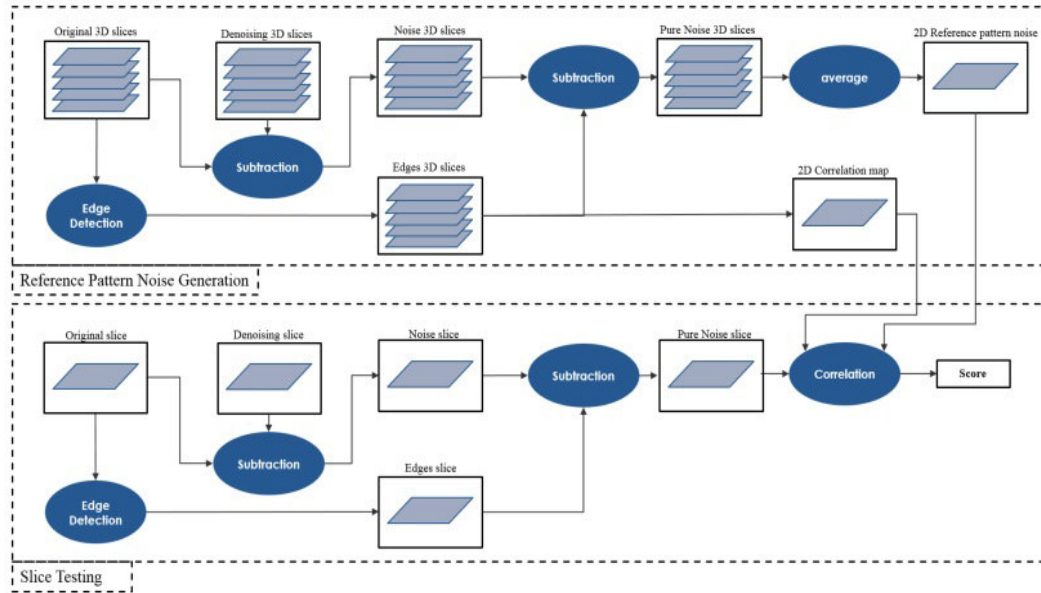 Original 3D slices
Denoising 3D slices
Noise 3D slices
Pure Noise 3D slices
2D Reference pattern noise
Subtraction
average
Subtraction
Edges 3D slices
2D Correlation map
Edge
Detection
Reference Pattern Noise Generation
Original slice
Denoising slice
Noise slice
Pure Noise slice
Subtraction
Correlation
Score
Subtraction
Edges slice
Edge
Detection
Slice Testing